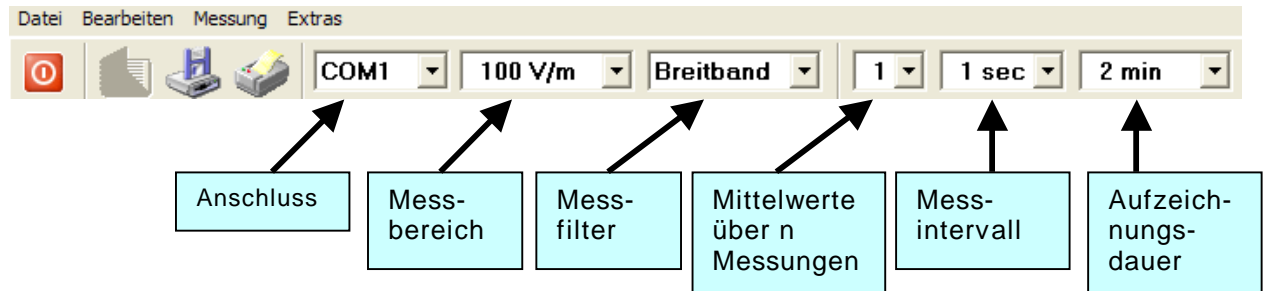 Datei Bearbeiten Messung Extras
COM1 100 V/m Breitband 1 1 sec 2 min
Anschluss
Mess-
bereich
Mess-
filter
Mittelwerte
über n
Messungen
Mess-
intervall
Aufzeich-
nungs-
dauer